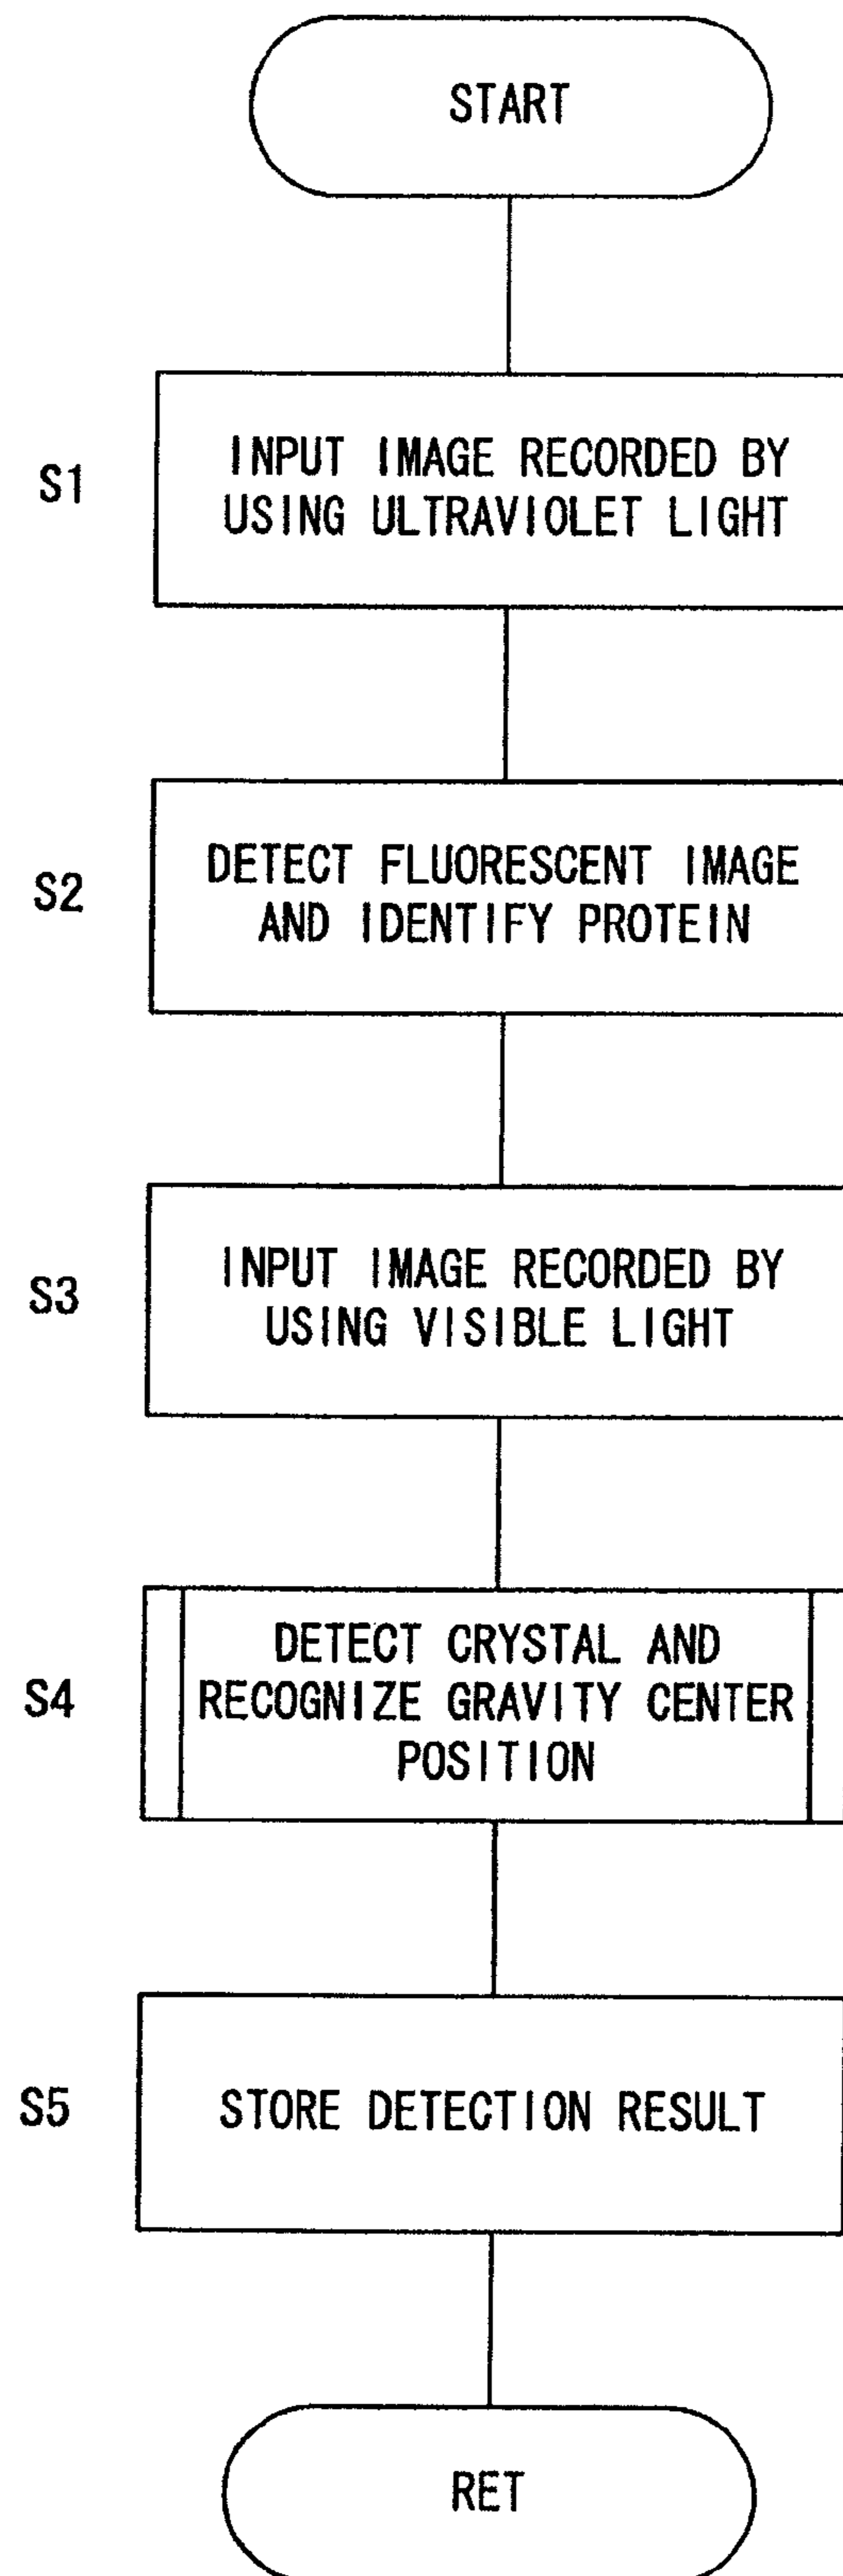 START
S1
INPUT IMAGE RECORDED BY
USING ULTRAVIOLET LIGHT
S2
DETECT FLUORESCENT IMAGE
AND IDENTIFY PROTEIN
S3
INPUT IMAGE RECORDED BY
USING VISIBLE LIGHT
S4
DETECT CRYSTAL AND
RECOGNIZE GRAVITY CENTER
POSITION
S5
STORE DETECTION RESULT
RET